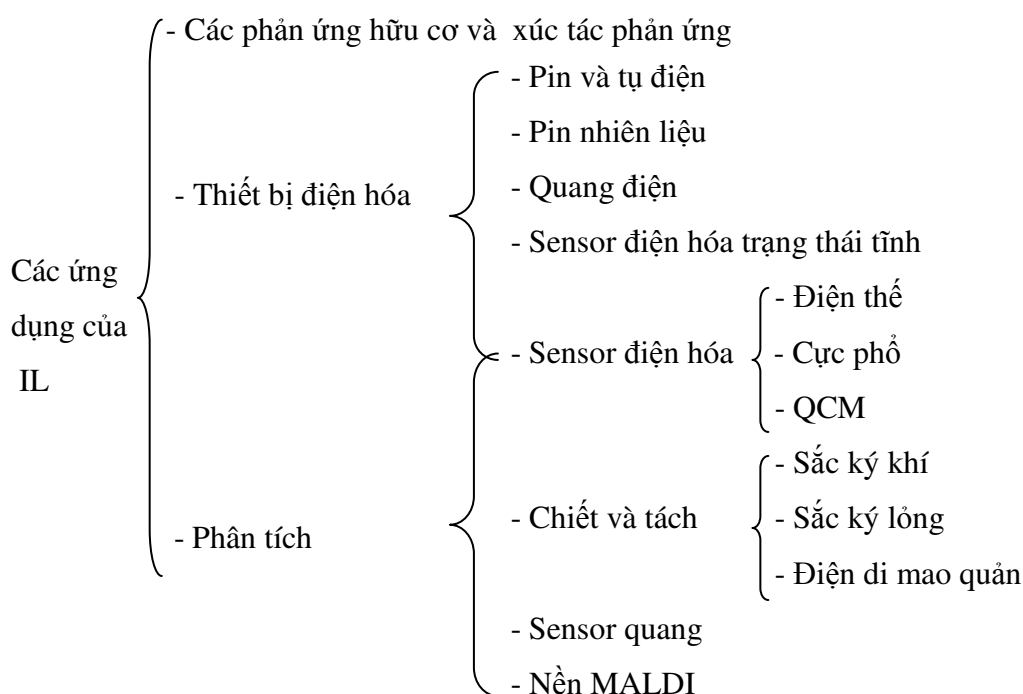 - Các phản ứng hữu cơ và xúc tác phản ứng
- Pin và tụ điện
- Pin nhiên liệu
- Thiết bị điện hóa
- Quang điện
- Sensor điện hóa trạng thái tĩnh
Các ứng
dụng của
IL
- Sensor điện hóa
- Điện thế
- Cực phổ
- QCM
- Phân tích
- Chiết và tách
- Sắc ký khí
- Sắc ký lỏng
- Điện di mao quản
- Sensor quang
- Nền MALDI